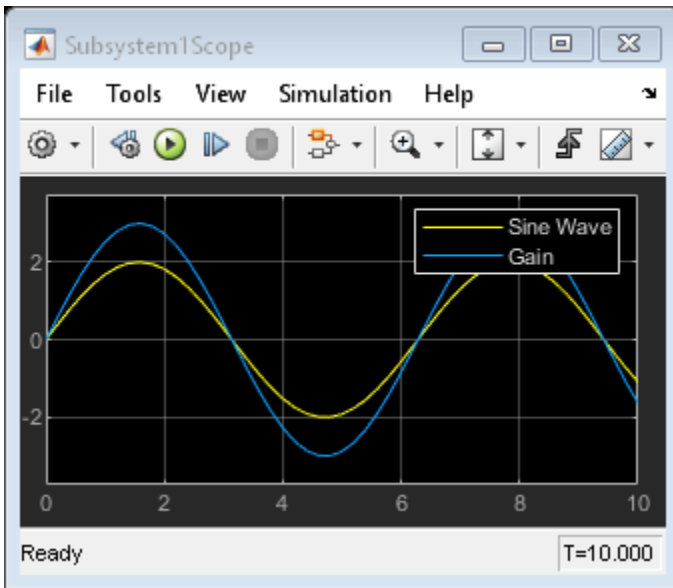 Subsystem1Scope
File Tools View Simulation Help
Sine Wave
Gain
2
0
-2
0 2 4 6 8 10
Ready T=10.000